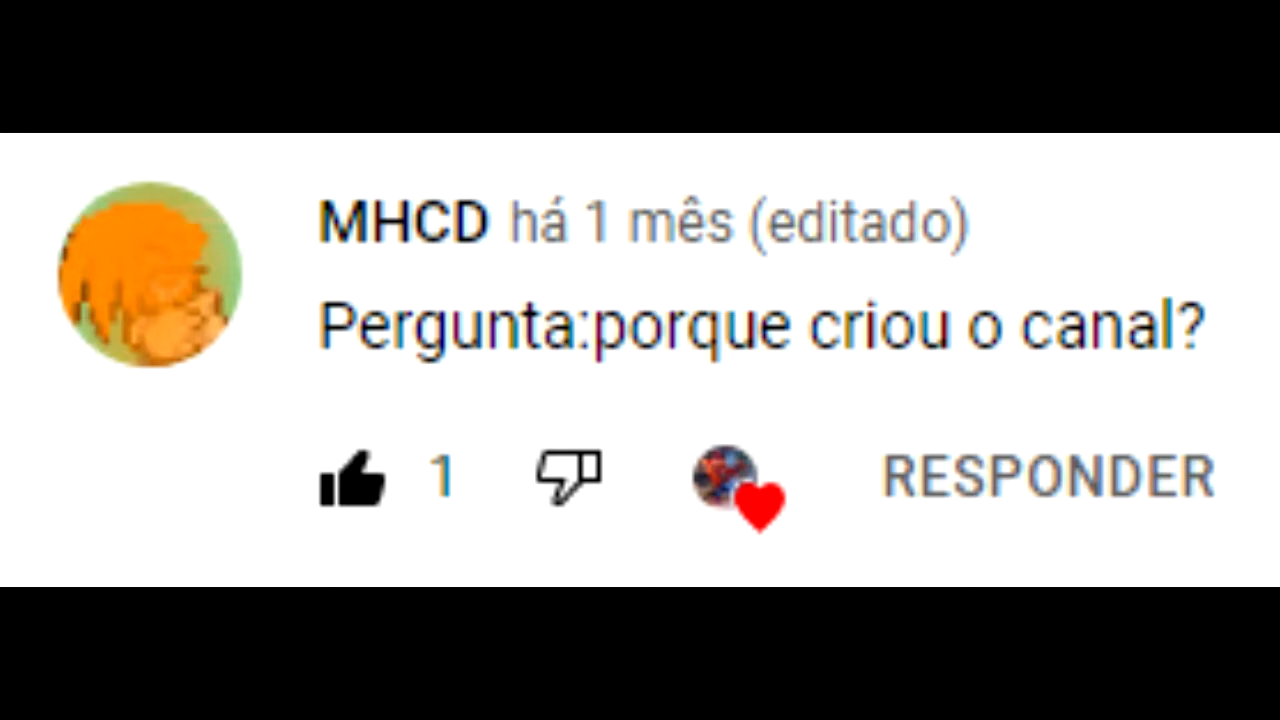 MHCD há 1 mês (editado)
Pergunta:porque criou o canal?
1 RESPONDER